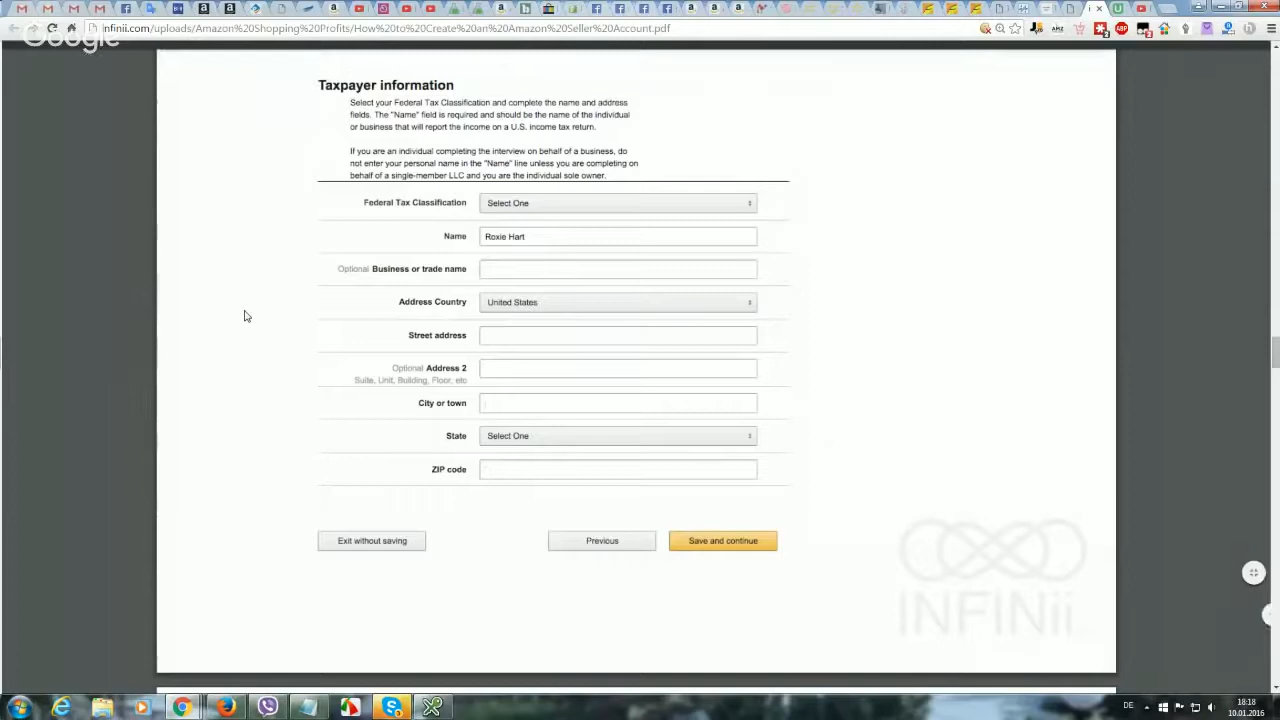 infinii.com/uploads/Amazon%20Shopping%20Profits/How%20to%20Create%20an%20Amazon%20Seller%20Account.pdf
Google
Taxpayer information
Select your Federal Tax Classification and complete the name and address
fields. The "Name" field is required and should be the name of the individual
or business that will report the income on a U.S. income tax return.
If you are an individual completing the interview on behalf of a business, do
not enter your personal name in the "Name" line unless you are completing on
behalf of a single-member LLC and you are the individual sole owner.
Federal Tax Classification Select One
Name Roxie Hart
Optional Business or trade name
Address Country United States
Street address
Optional Address 2
Suite, Unit, Building, Floor, etc
City or town
State Select One
ZIP code
Exit without saving Previous Save and continue
INFINii
DE 18:18
10.01.2016